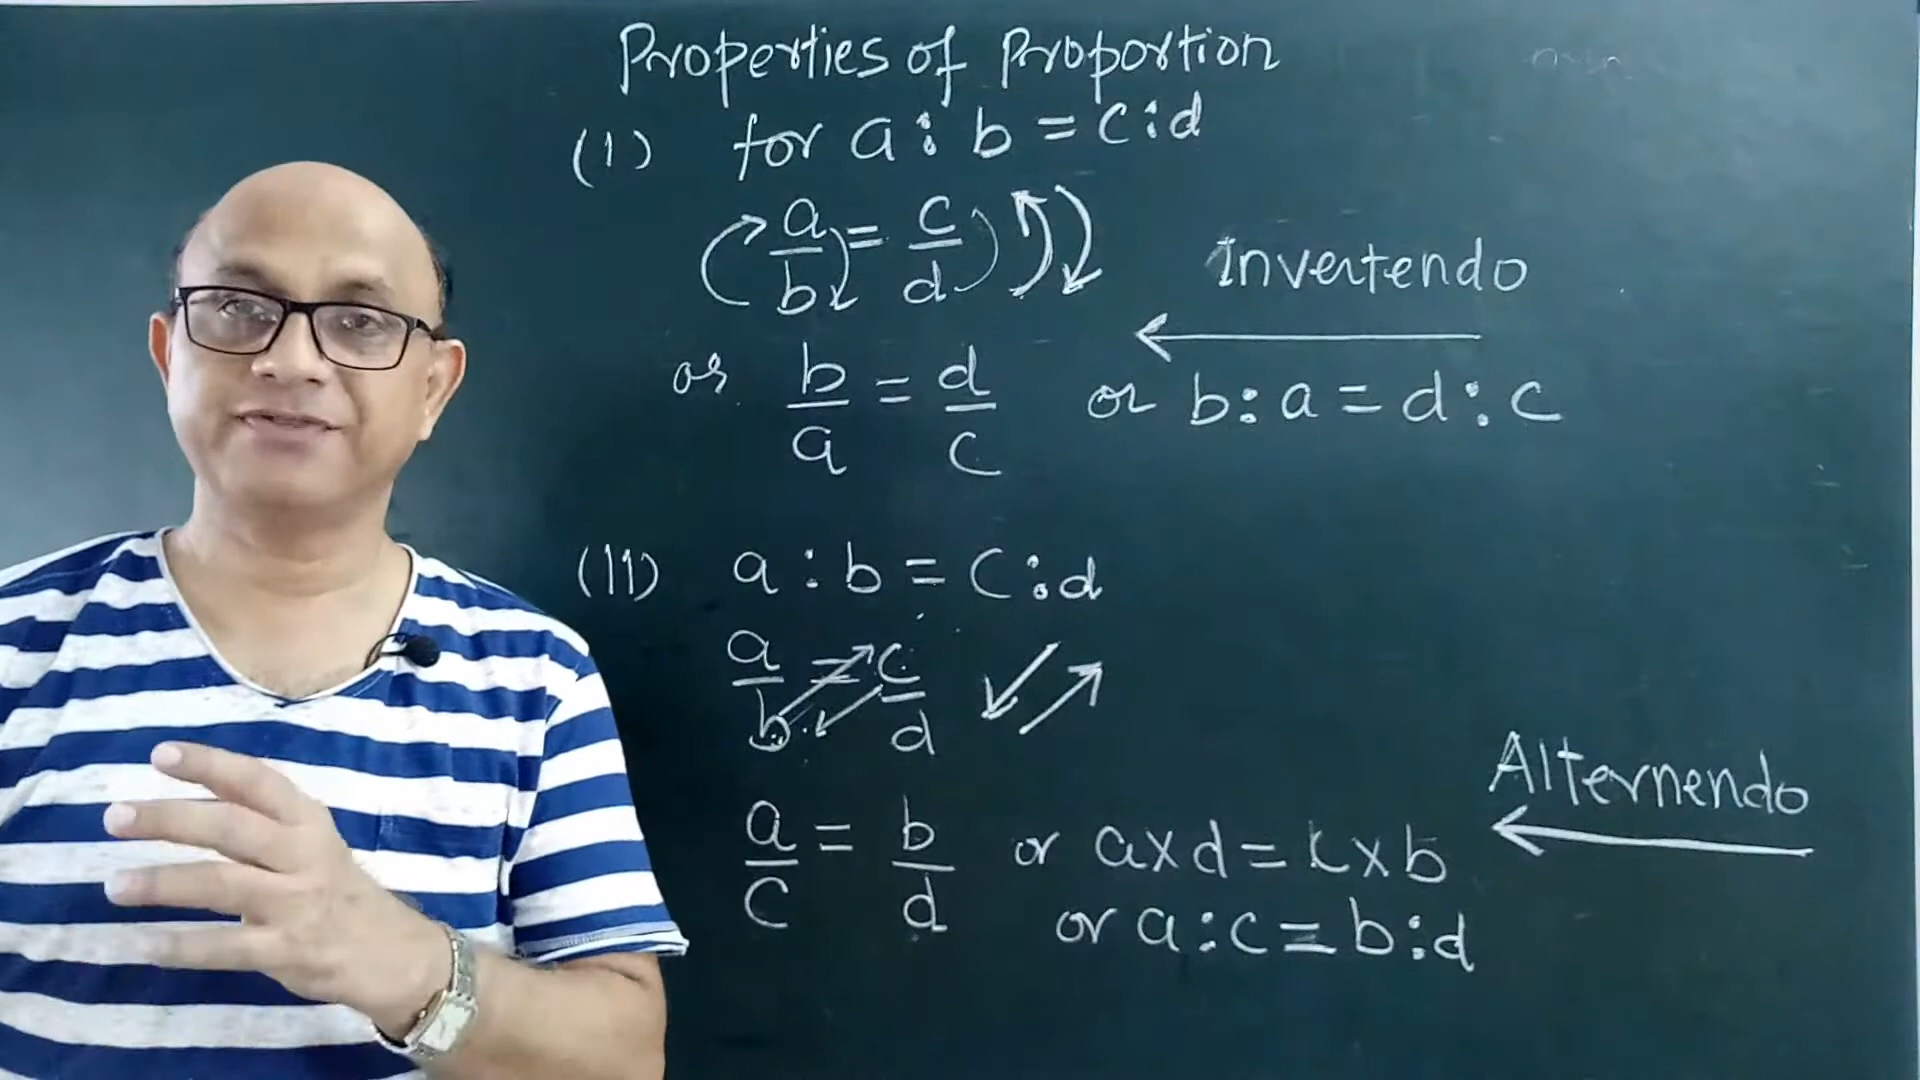 Properties of Proportion
(I) for a : b = c : d
a/b = c/d
Invertendo
or b/a = d/c or b : a = d : c
(II) a : b = c : d
a/b = c/d
Alternendo
a/c = b/d or a x d = c x b
or a : c = b : d